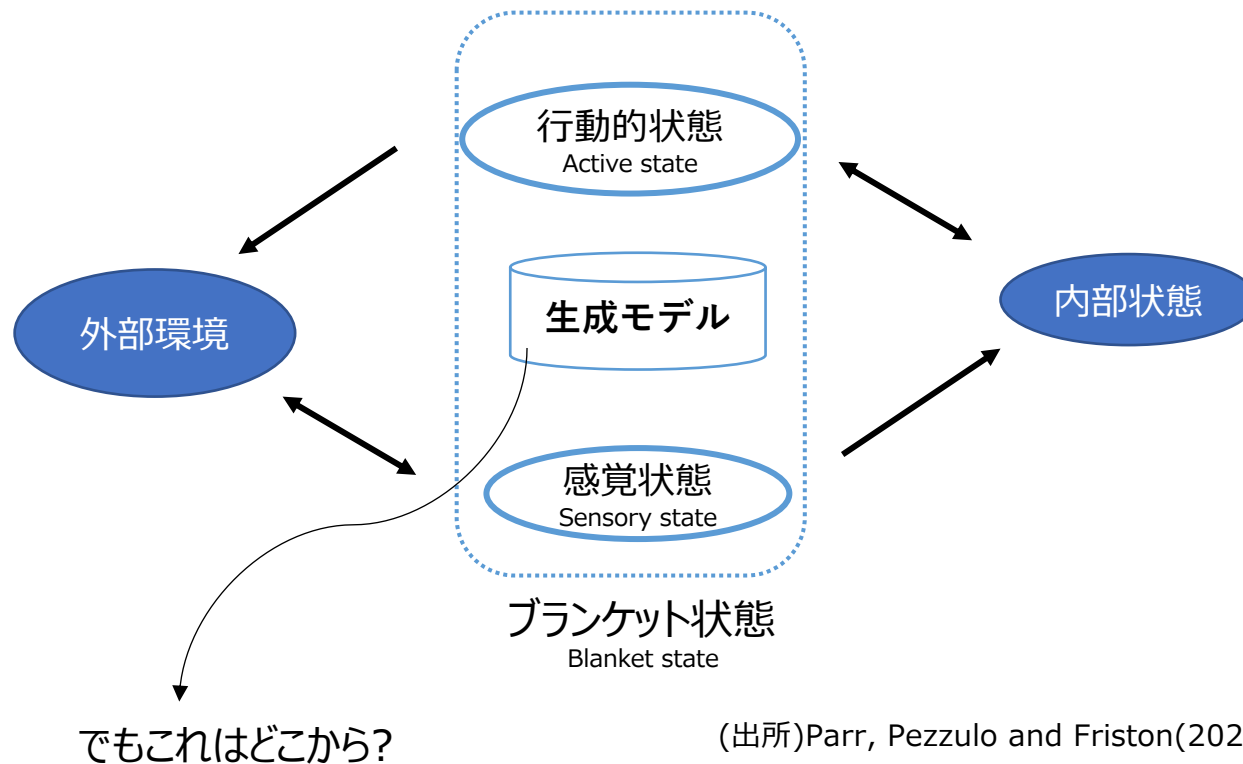 行動的状態
Active state
外部環境
生成モデル
内部状態
感覚状態
Sensory state
ブランケット状態
Blanket state
でもこれはどこから?
(出所)Parr, Pezzulo and Friston(202